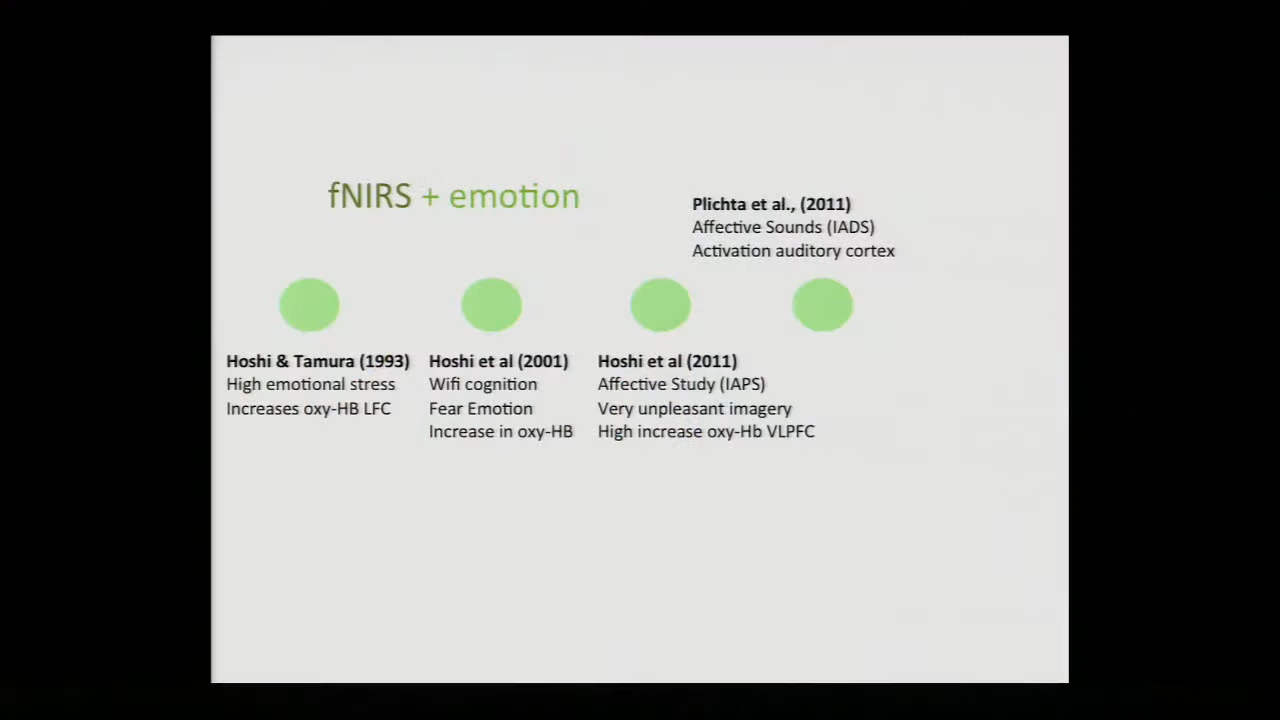 fNIRS + emotion
Plichta et al., (2011)
Affective Sounds (IADS)
Activation auditory cortex
Hoshi & Tamura (1993)
High emotional stress
Increases oxy-HB LFC
Hoshi et al (2001)
Wifi cognition
Fear Emotion
Increase in oxy-HB
Hoshi et al (2011)
Affective Study (IAPS)
Very unpleasant imagery
High increase oxy-Hb VLPFC